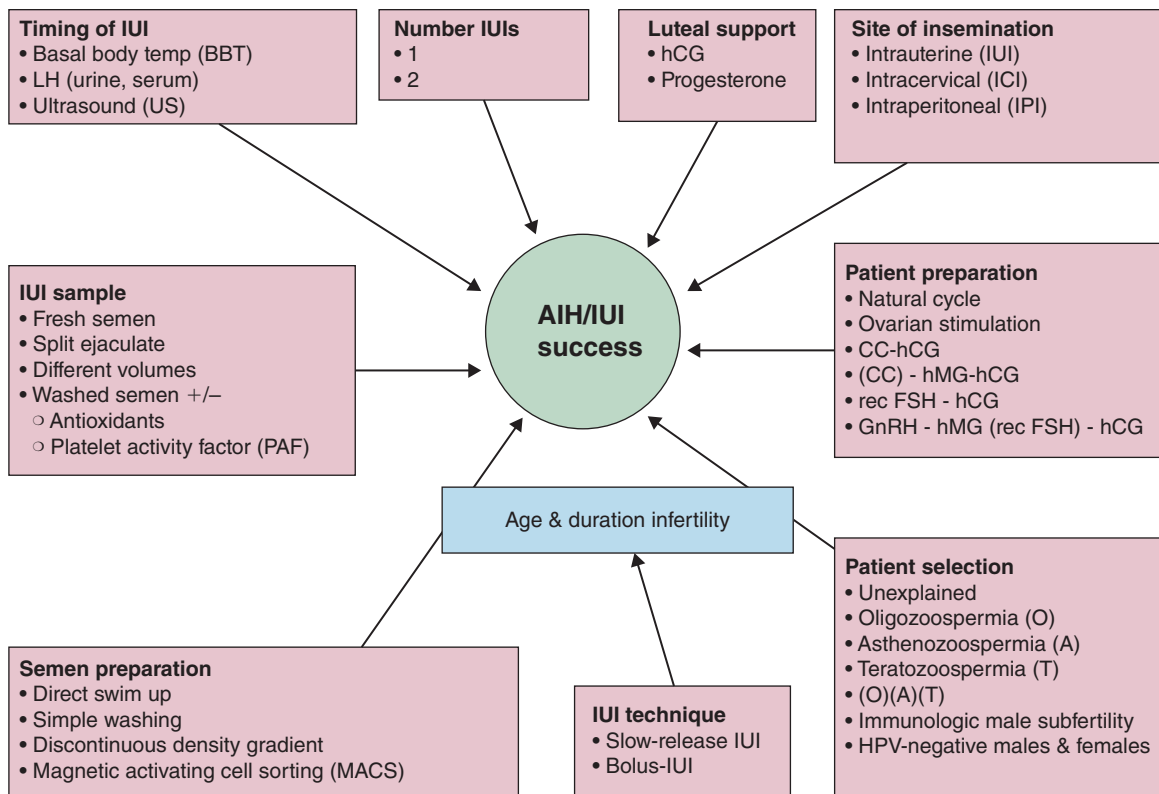 Timing of IUI
• Basal body temp (BBT)
• LH (urine, serum)
• Ultrasound (US)
Number IUIs
• 1
• 2
Luteal support
• hCG
• Progesterone
Site of insemination
• Intrauterine (IUI)
• Intracervical (ICI)
• Intraperitoneal (IPI)
IUI sample
• Fresh semen
• Split ejaculate
• Different volumes
• Washed semen +/–
❍ Antioxidants
❍ Platelet activity factor (PAF)
AIH/IUI
success
Patient preparation
• Natural cycle
• Ovarian stimulation
• CC-hCG
• (CC) - hMG-hCG
• rec FSH - hCG
• GnRH - hMG (rec FSH) - hCG
Age & duration infertility
Semen preparation
• Direct swim up
• Simple washing
• Discontinuous density gradient
• Magnetic activating cell sorting (MACS)
IUI technique
• Slow-release IUI
• Bolus-IUI
Patient selection
• Unexplained
• Oligozoospermia (O)
• Asthenozoospermia (A)
• Teratozoospermia (T)
• (O)(A)(T)
• Immunologic male subfertility
• HPV-negative males & females